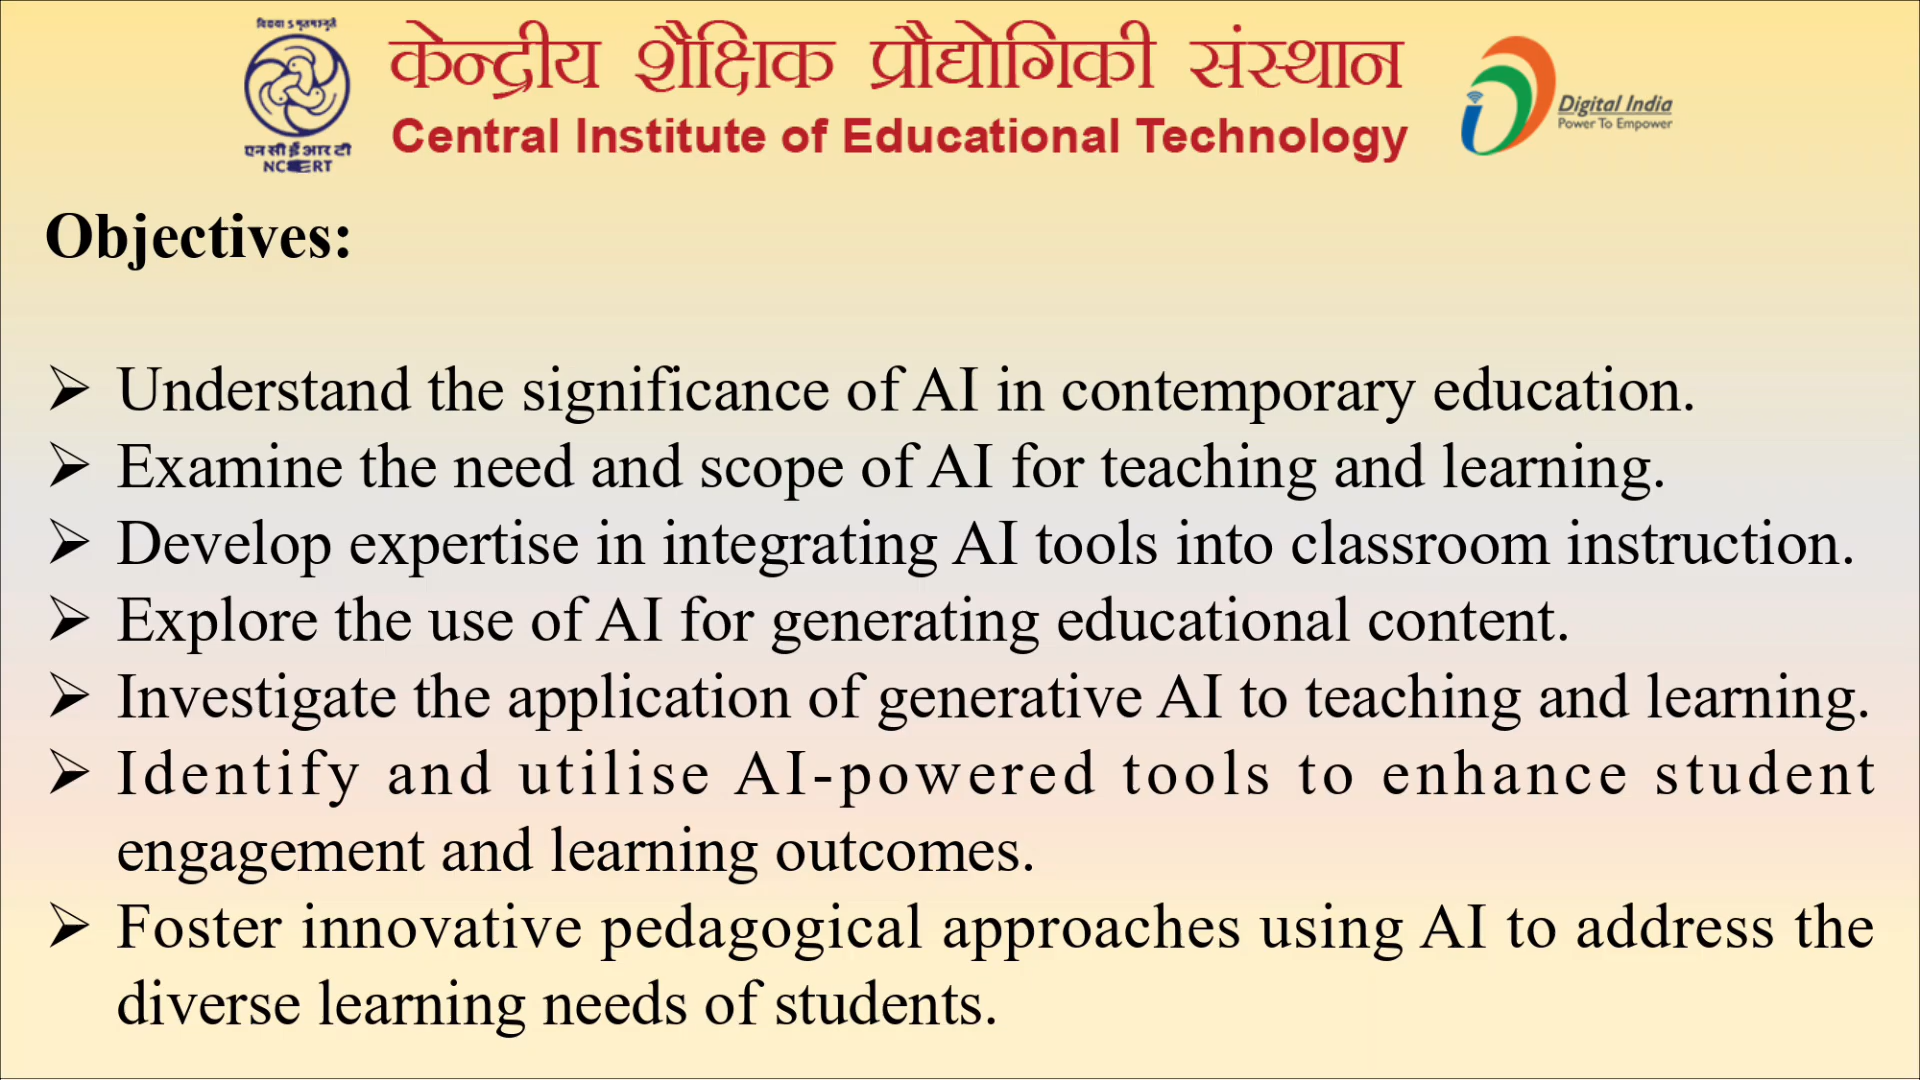 विद्यया ऽ मृतमश्नुते
एन सी ई आर टी
NCERT
केन्द्रीय शैक्षिक प्रौद्योगिकी संस्थान
Central Institute of Educational Technology
Digital India
Power To Empower
Objectives:
➢ Understand the significance of AI in contemporary education.
➢ Examine the need and scope of AI for teaching and learning.
➢ Develop expertise in integrating AI tools into classroom instruction.
➢ Explore the use of AI for generating educational content.
➢ Investigate the application of generative AI to teaching and learning.
➢ Identify and utilise AI-powered tools to enhance student
engagement and learning outcomes.
➢ Foster innovative pedagogical approaches using AI to address the
diverse learning needs of students.